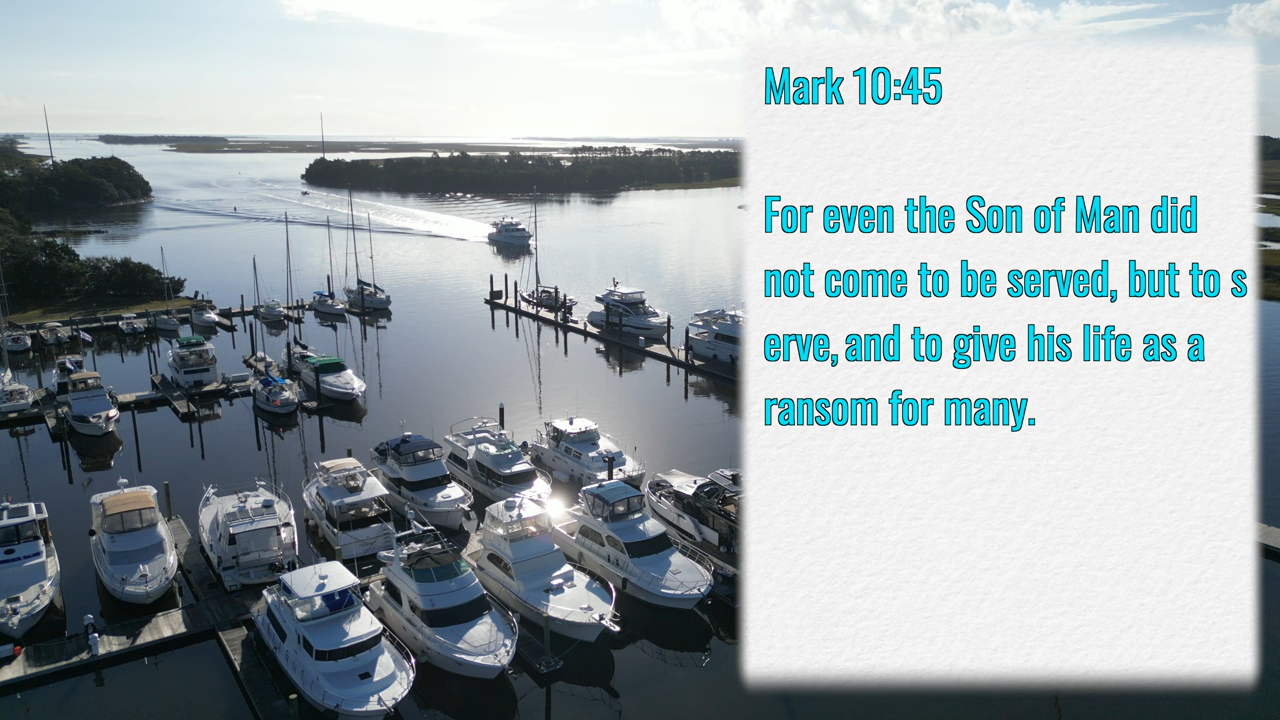 Mark 10:45
For even the Son of Man did
not come to be served, but to s
erve, and to give his life as a
ransom for many.